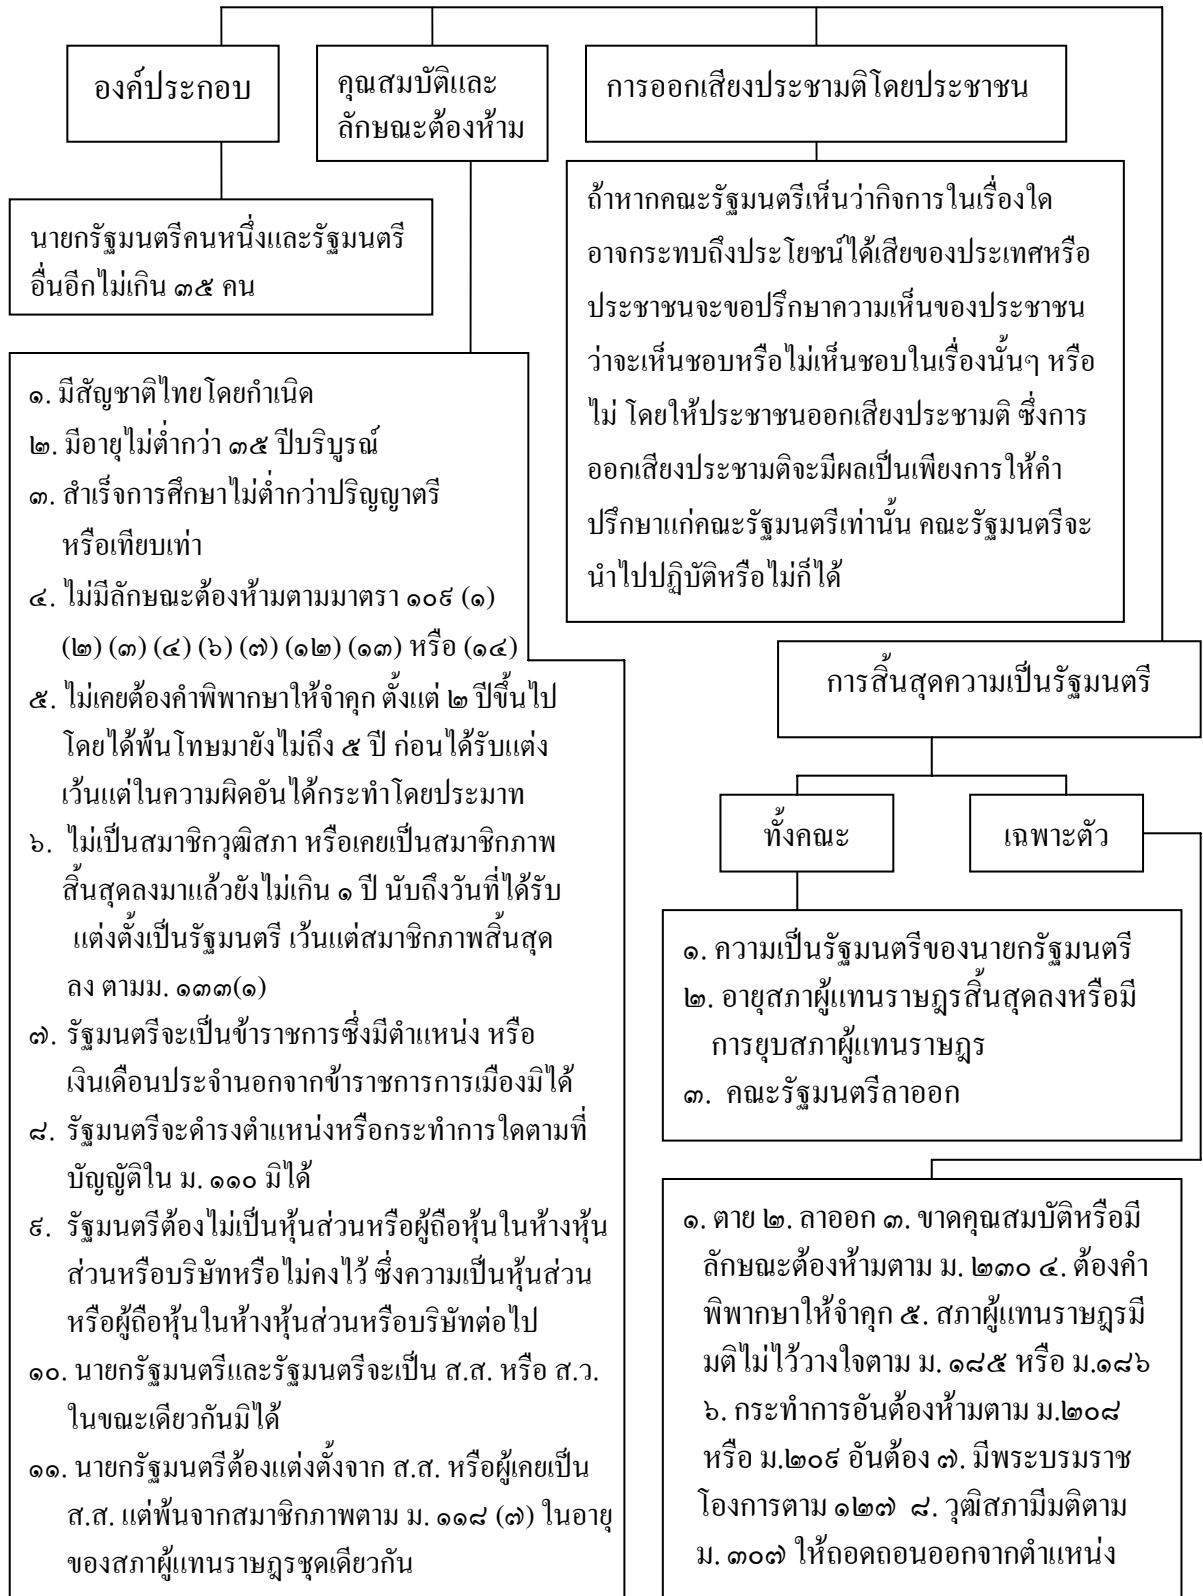 องค์ประกอบ
คุณสมบัติและ
ลักษณะต้องห้าม
การออกเสียงประชามติโดยประชาชน
นายกรัฐมนตรีคนหนึ่งและรัฐมนตรี
อื่นอีกไม่เกิน ๓๕ คน
ถ้าหากคณะรัฐมนตรีเห็นว่ากิจการในเรื่องใด
อาจกระทบถึงประโยชน์ได้เสียของประเทศหรือ
ประชาชนจะขอปรึกษาความเห็นของประชาชน
ว่าจะเห็นชอบหรือไม่เห็นชอบในเรื่องนั้นๆ หรือ
ไม่ โดยให้ประชาชนออกเสียงประชามติ ซึ่งการ
ออกเสียงประชามติจะมีผลเป็นเพียงการให้คำ
ปรึกษาแก่คณะรัฐมนตรีเท่านั้น คณะรัฐมนตรีจะ
นำไปปฏิบัติหรือไม่ก็ได้
๑. มีสัญชาติไทยโดยกำเนิด
๒. มีอายุไม่ต่ำกว่า ๓๕ ปีบริบูรณ์
๓. สำเร็จการศึกษาไม่ต่ำกว่าปริญญาตรี
หรือเทียบเท่า
๔. ไม่มีลักษณะต้องห้ามตามมาตรา ๑๐๙ (๑)
(๒) (๓) (๔) (๖) (๗) (๑๒) (๑๓) หรือ (๑๔)
๕. ไม่เคยต้องคำพิพากษาให้จำคุก ตั้งแต่ ๒ ปีขึ้นไป
โดยได้พ้นโทษมายังไม่ถึง ๕ ปี ก่อนได้รับแต่ง
เว้นแต่ในความผิดอันได้กระทำโดยประมาท
๖. ไม่เป็นสมาชิกวุฒิสภา หรือเคยเป็นสมาชิกภาพ
สิ้นสุดลงมาแล้วยังไม่เกิน ๑ ปี นับถึงวันที่ได้รับ
แต่งตั้งเป็นรัฐมนตรี เว้นแต่สมาชิกภาพสิ้นสุด
ลง ตามม. ๑๓๓(๑)
๗. รัฐมนตรีจะเป็นข้าราชการซึ่งมีตำแหน่ง หรือ
เงินเดือนประจำนอกจากข้าราชการการเมืองมิได้
๘. รัฐมนตรีจะดำรงตำแหน่งหรือกระทำการใดตามที่
บัญญัติใน ม. ๑๑๐ มิได้
๙. รัฐมนตรีต้องไม่เป็นหุ้นส่วนหรือผู้ถือหุ้นในห้างหุ้น
ส่วนหรือบริษัทหรือไม่คงไว้ ซึ่งความเป็นหุ้นส่วน
หรือผู้ถือหุ้นในห้างหุ้นส่วนหรือบริษัทต่อไป
๑๐. นายกรัฐมนตรีและรัฐมนตรีจะเป็น ส.ส. หรือ ส.ว.
ในขณะเดียวกันมิได้
๑๑. นายกรัฐมนตรีต้องแต่งตั้งจาก ส.ส. หรือผู้เคยเป็น
ส.ส. แต่พ้นจากสมาชิกภาพตาม ม. ๑๑๘ (๗) ในอายุ
ของสภาผู้แทนราษฎรชุดเดียวกัน
การสิ้นสุดความเป็นรัฐมนตรี
ทั้งคณะ
เฉพาะตัว
๑. ความเป็นรัฐมนตรีของนายกรัฐมนตรี
๒. อายุสภาผู้แทนราษฎรสิ้นสุดลงหรือมี
การยุบสภาผู้แทนราษฎร
๓. คณะรัฐมนตรีลาออก
๑. ตาย ๒. ลาออก ๓. ขาดคุณสมบัติหรือมี
ลักษณะต้องห้ามตาม ม. ๒๓๐ ๔. ต้องคำ
พิพากษาให้จำคุก ๕. สภาผู้แทนราษฎรมี
มติไม่ไว้วางใจตาม ม. ๑๘๕ หรือ ม.๑๘๖
๖. กระทำการอันต้องห้ามตาม ม.๒๐๘
หรือ ม.๒๐๙ อันต้อง ๗. มีพระบรมราช
โองการตาม ๑๒๗ ๘. วุฒิสภามีมติตาม
ม. ๓๐๗ ให้ถอดถอนออกจากตำแหน่ง